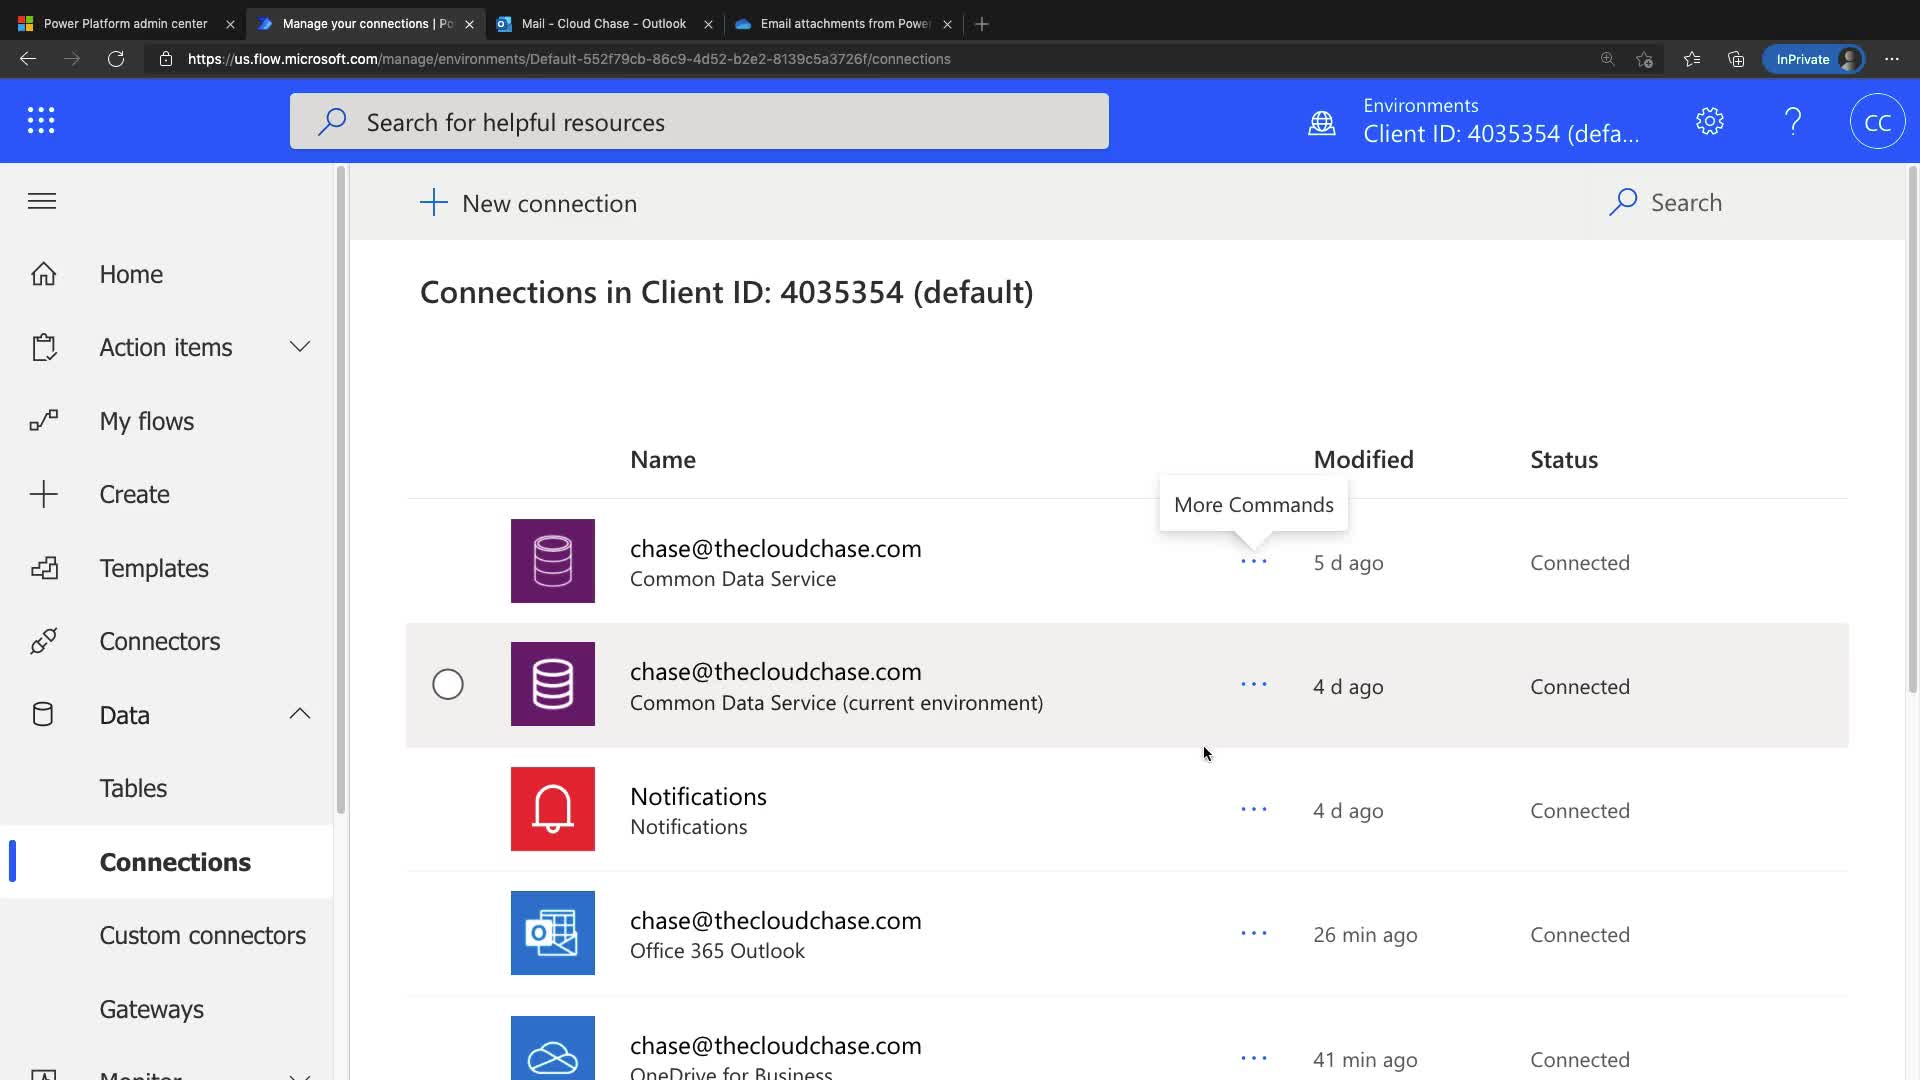 Power Platform admin center
Manage your connections | Po
Mail - Cloud Chase - Outlook
Email attachments from Power
https://us.flow.microsoft.com/manage/environments/Default-552f79cb-86c9-4d52-b2e2-8139c5a3726f/connections
InPrivate
Search for helpful resources
Environments
Client ID: 4035354 (defa...
?
CC
New connection
Search
Home
Action items
My flows
Create
Templates
Connectors
Data
Tables
Connections
Custom connectors
Gateways
Monitor
Connections in Client ID: 4035354 (default)
Name
Modified
Status
More Commands
chase@thecloudchase.com
Common Data Service
5 d ago
Connected
chase@thecloudchase.com
Common Data Service (current environment)
4 d ago
Connected
Notifications
Notifications
4 d ago
Connected
chase@thecloudchase.com
Office 365 Outlook
26 min ago
Connected
chase@thecloudchase.com
OneDrive for Business
41 min ago
Connected